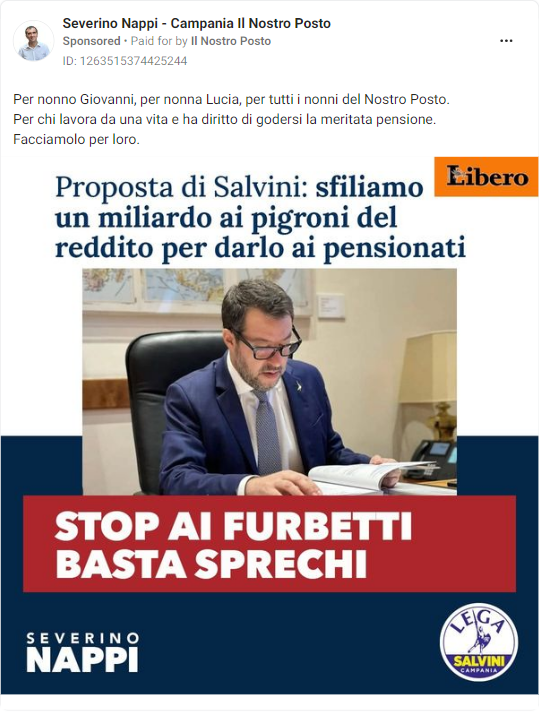 Severino Nappi - Campania Il Nostro Posto
Sponsored • Paid for by Il Nostro Posto
ID: 1263515374425244
Per nonno Giovanni, per nonna Lucia, per tutti i nonni del Nostro Posto.
Per chi lavora da una vita e ha diritto di godersi la meritata pensione.
Facciamolo per loro.
Libero
Proposta di Salvini: sfiliamo
un miliardo ai pigroni del
reddito per darlo ai pensionati
STOP AI FURBETTI
BASTA SPRECHI
SEVERINO
NAPPI
LEGA
SALVINI
CAMPANIA